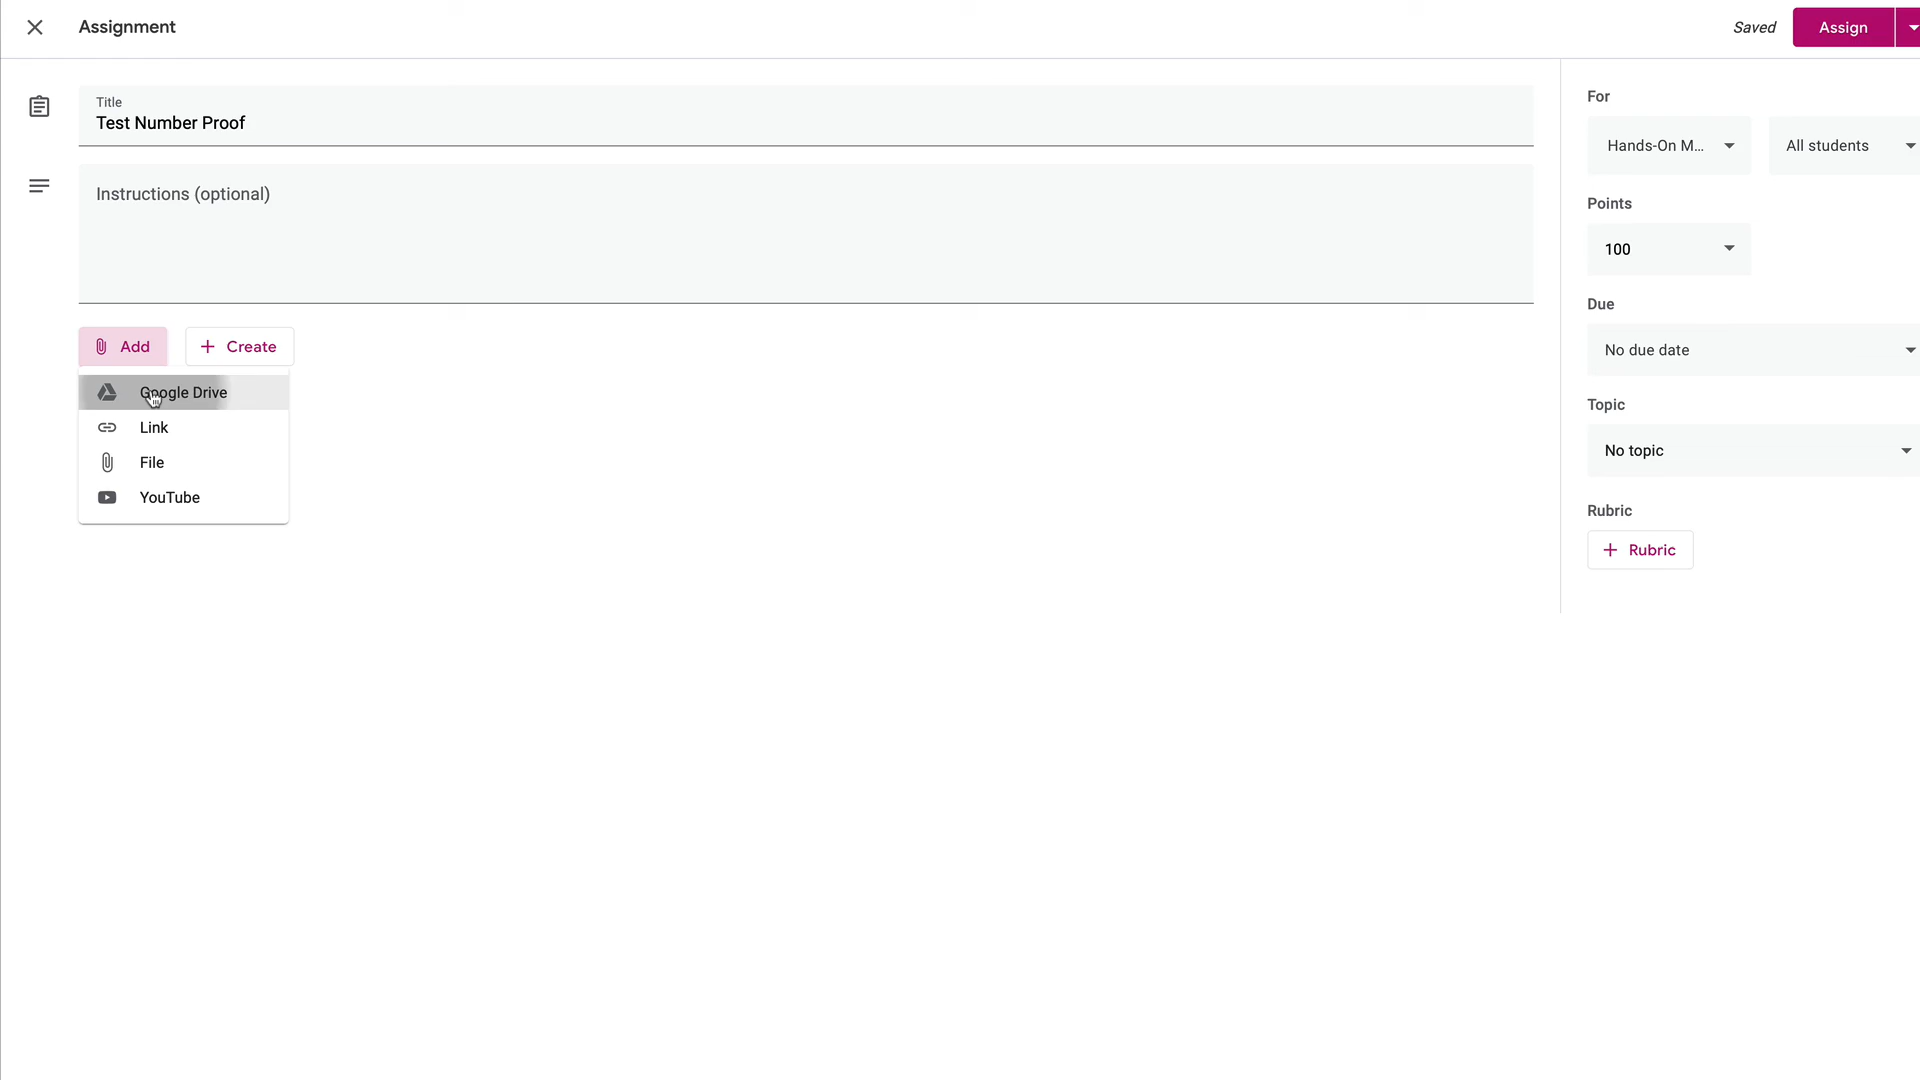 Assignment
Saved
Assign
Title
Test Number Proof
Instructions (optional)
Add
Create
Google Drive
Link
File
YouTube
For
Hands-On M...
All students
Points
100
Due
No due date
Topic
No topic
Rubric
Rubric